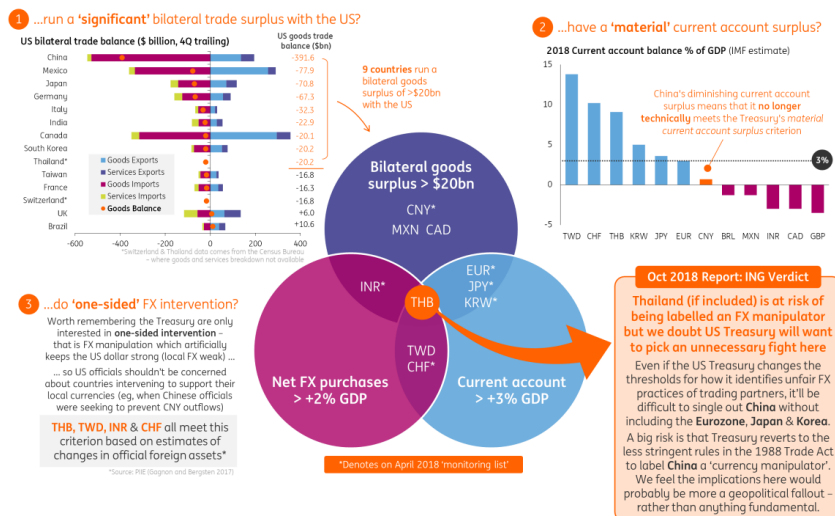 1 ...run a ‘significant’ bilateral trade surplus with the US?
US bilateral trade balance ($ billion, 4Q trailing)
US goods trade
balance ($bn)
China
-391.6
Mexico
-77.9
Japan
-70.8
Germany
-67.3
Italy
-32.3
India
-22.9
Canada
-20.1
South Korea
-20.2
Thailand*
-20.2
Taiwan
-16.8
France
-16.3
Switzerland*
-16.8
UK
+6.0
Brazil
+10.6
Goods Exports
Services Exports
Goods Imports
Services Imports
Goods Balance
-600
-400
-200
0
200
400
*Switzerland & Thailand data comes from the Census Bureau
– where goods and services breakdown not available
9 countries run a
bilateral goods
surplus of >$20bn
with the US
2 ...have a ‘material’ current account surplus?
2018 Current account balance % of GDP (IMF estimate)
15
10
5
0
-5
China's diminishing current account
surplus means that it no longer
technically meets the Treasury's material
current account surplus criterion
3%
TWD CHF THB KRW JPY EUR CNY BRL MXN INR CAD GBP
Bilateral goods
surplus > $20bn
CNY*
MXN CAD
INR*
EUR*
JPY*
KRW*
THB
TWD
CHF*
Net FX purchases
> +2% GDP
Current account
> +3% GDP
*Denotes on April 2018 ‘monitoring list’
3 ...do ‘one-sided’ FX intervention?
Worth remembering the Treasury are only
interested in one-sided intervention –
that is FX manipulation which artificially
keeps the US dollar strong (local FX weak) ...
... so US officials shouldn't be concerned
about countries intervening to support their
local currencies (eg, when Chinese officials
were seeking to prevent CNY outflows)
THB, TWD, INR & CHF all meet this
criterion based on estimates of
changes in official foreign assets*
*Source: PIIE (Gagnon and Bergsten 2017)
Oct 2018 Report: ING Verdict
Thailand (if included) is at risk of
being labelled an FX manipulator
but we doubt US Treasury will want
to pick an unnecessary fight here
Even if the US Treasury changes the
thresholds for how it identifies unfair FX
practices of trading partners, it'll be
difficult to single out China without
including the Eurozone, Japan & Korea.
A big risk is that Treasury reverts to the
less stringent rules in the 1988 Trade Act
to label China a ‘currency manipulator’.
We feel the implications here would
probably be more a geopolitical fallout –
rather than anything fundamental.